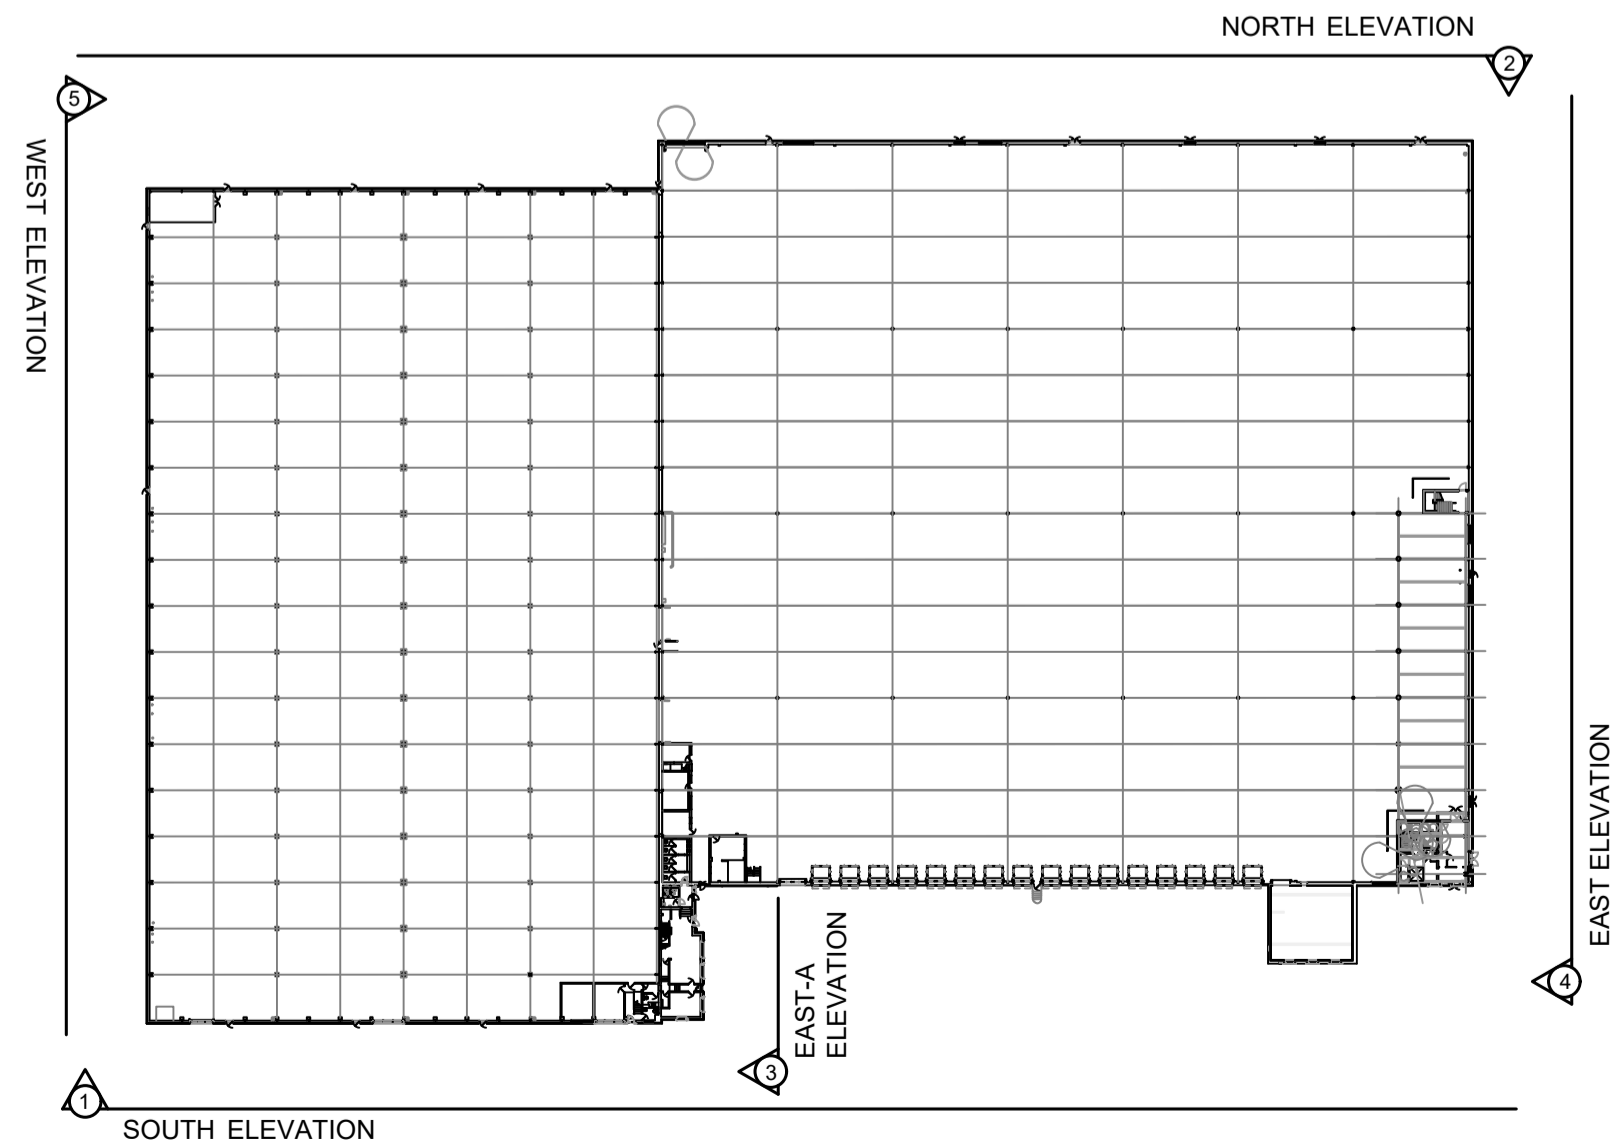 NORTH ELEVATION
2
5
WEST ELEVATION
EAST ELEVATION
EAST-A
ELEVATION
4
3
1
SOUTH ELEVATION